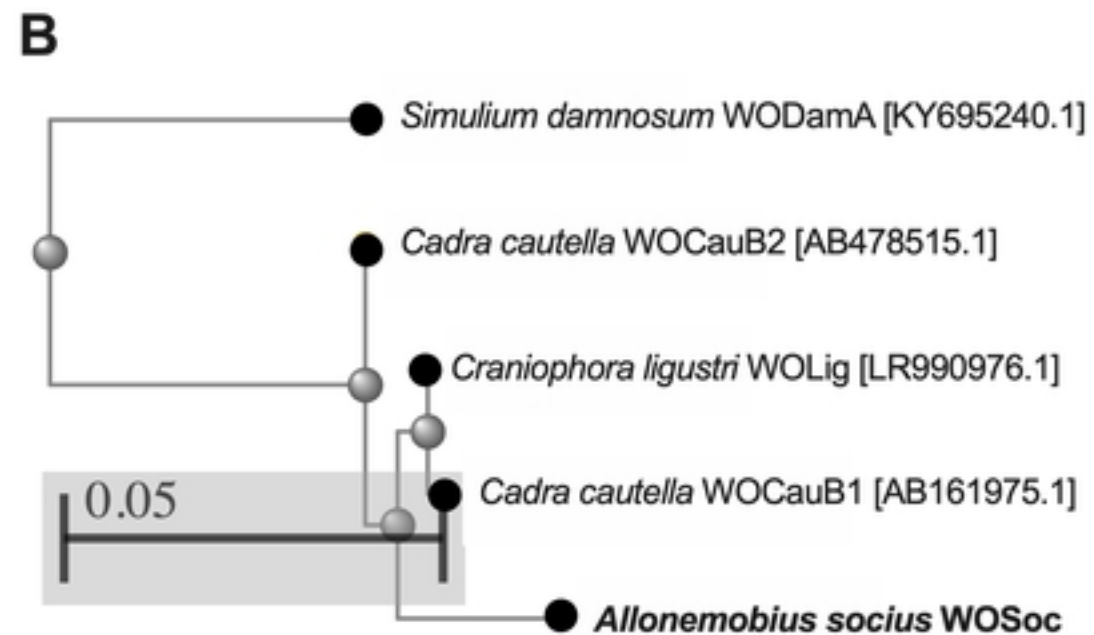 B
Simulium damnosum WODamA [KY695240.1]
Cadra cautella WOCauB2 [AB478515.1]
Craniophora ligustri WOLig [LR990976.1]
0.05
Cadra cautella WOCauB1 [AB161975.1]
Allonemobius socius WOSoc